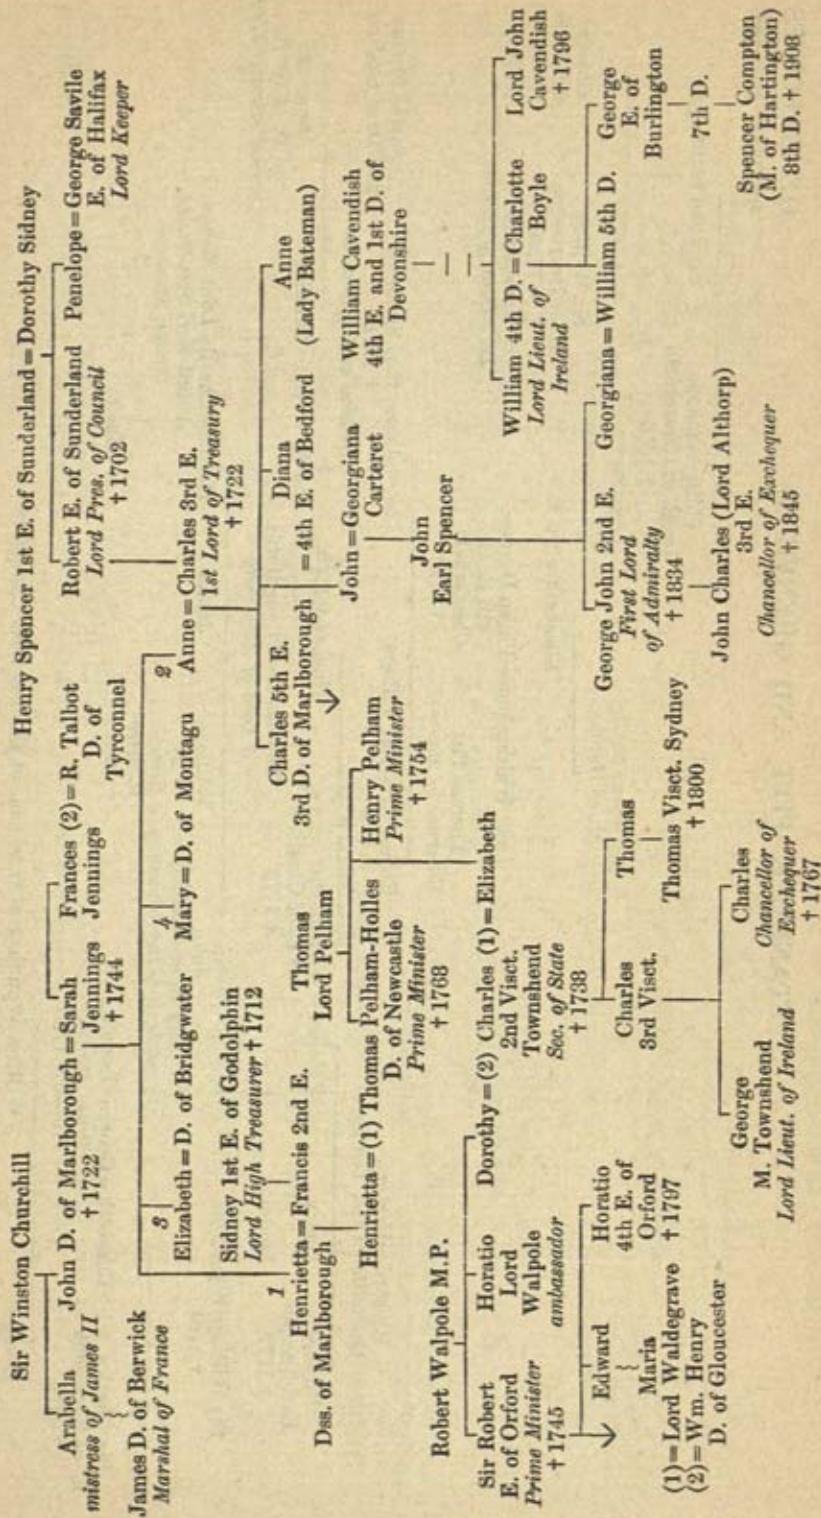 Sir Winston Churchill
Henry Spencer 1st E. of Sunderland = Dorothy Sidney
Arabella
mistress of James II
John D. of Marlborough = Sarah
† 1722
Jennings
† 1744
Frances (2) = R. Talbot
Jennings
D. of
Tyrconnel
Robert E. of Sunderland
Lord Pres. of Council
† 1702
Penelope = George Savile
E. of Halifax
Lord Keeper
James D. of Berwick
Marshal of France
3
Elizabeth = D. of Bridgwater
4
Mary = D. of Montagu
2
Anne = Charles 3rd E.
1st Lord of Treasury
† 1722
Sidney 1st E. of Godolphin
Lord High Treasurer † 1712
1
Henrietta = Francis 2nd E.
Dss. of Marlborough
Thomas
Lord Pelham
Charles 5th E.
3rd D. of Marlborough
Diana
= 4th E. of Bedford
Anne
(Lady Bateman)
John = Georgiana
Carteret
William Cavendish
4th E. and 1st D. of
Devonshire
Henrietta = (1) Thomas Pelham-Holles
D. of Newcastle
Prime Minister
† 1768
Henry Pelham
Prime Minister
† 1754
John
Earl Spencer
Robert Walpole M.P.
William 4th D. = Charlotte
Lord Lieut. of
Ireland
Boyle
Lord John
Cavendish
† 1796
Sir Robert
E. of Orford
Prime Minister
† 1745
Horatio
Lord
Walpole
ambassador
Dorothy = (2) Charles (1) = Elizabeth
2nd Visct.
Townshend
Sec. of State
† 1738
George John 2nd E.
First Lord
of Admiralty
† 1834
Georgiana = William 5th D.
George
E. of
Burlington
Edward
Horatio
4th E. of
Orford
† 1797
Charles
3rd Visct.
Thomas
7th D.
Maria
(1) = Lord Waldegrave
(2) = Wm. Henry
D. of Gloucester
Thomas Visct. Sydney
† 1800
John Charles (Lord Althorp)
3rd E.
Chancellor of Exchequer
† 1845
Spencer Compton
(M. of Hartington)
8th D. † 1908
George
M. Townshend
Lord Lieut. of Ireland
Charles
Chancellor of
Exchequer
† 1767